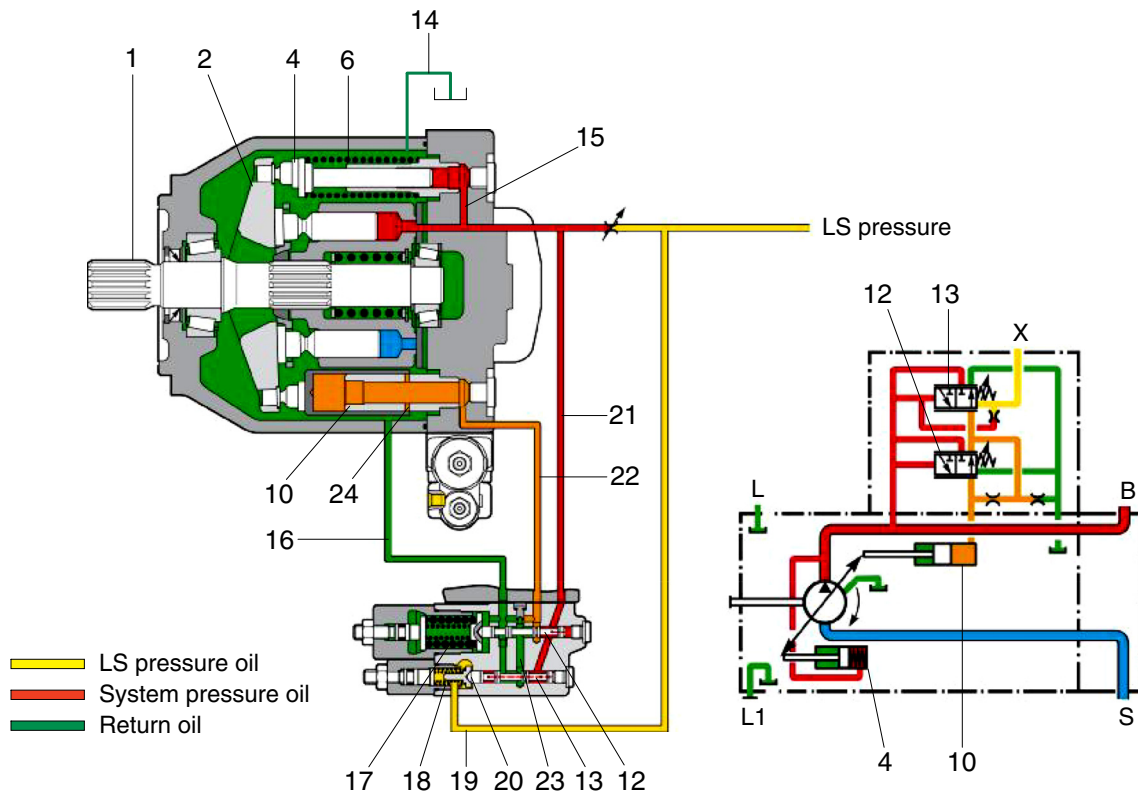 14
1 2 4 6
15
LS pressure
12 13
X
21
10 24 22
L B
16
10
LS pressure oil
System pressure oil
Return oil
L1 S
17 18 19 20 23 13 12 4 10